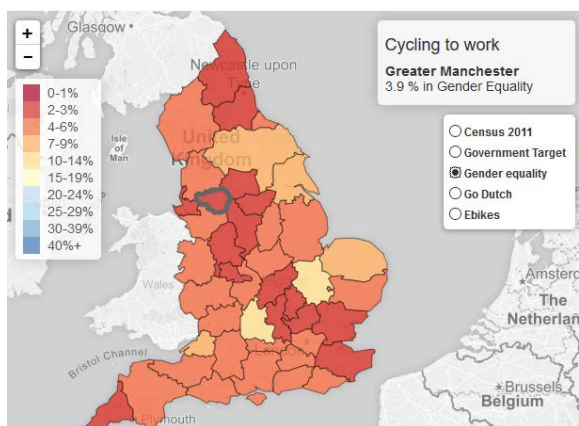 Glasgow
+
−
Newcastle upon
Tyne
Isle
of
Man
United
Kingdom
Wales
London
Bristol Channel
Plymouth
Amsterd
The
Netherlan
Brussels
Belgium
0-1%
2-3%
4-6%
7-9%
10-14%
15-19%
20-24%
25-29%
30-39%
40%+
Cycling to work
Greater Manchester
3.9 % in Gender Equality
Census 2011
Government Target
Gender equality
Go Dutch
Ebikes